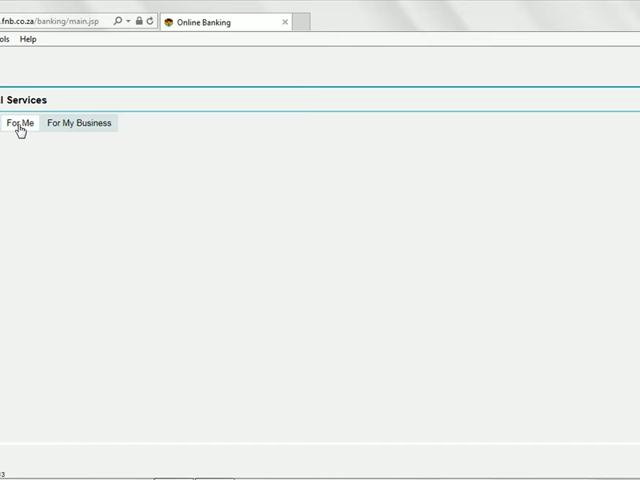 .fnb.co.za/banking/main.jsp
Online Banking
ols Help
l Services
For Me For My Business